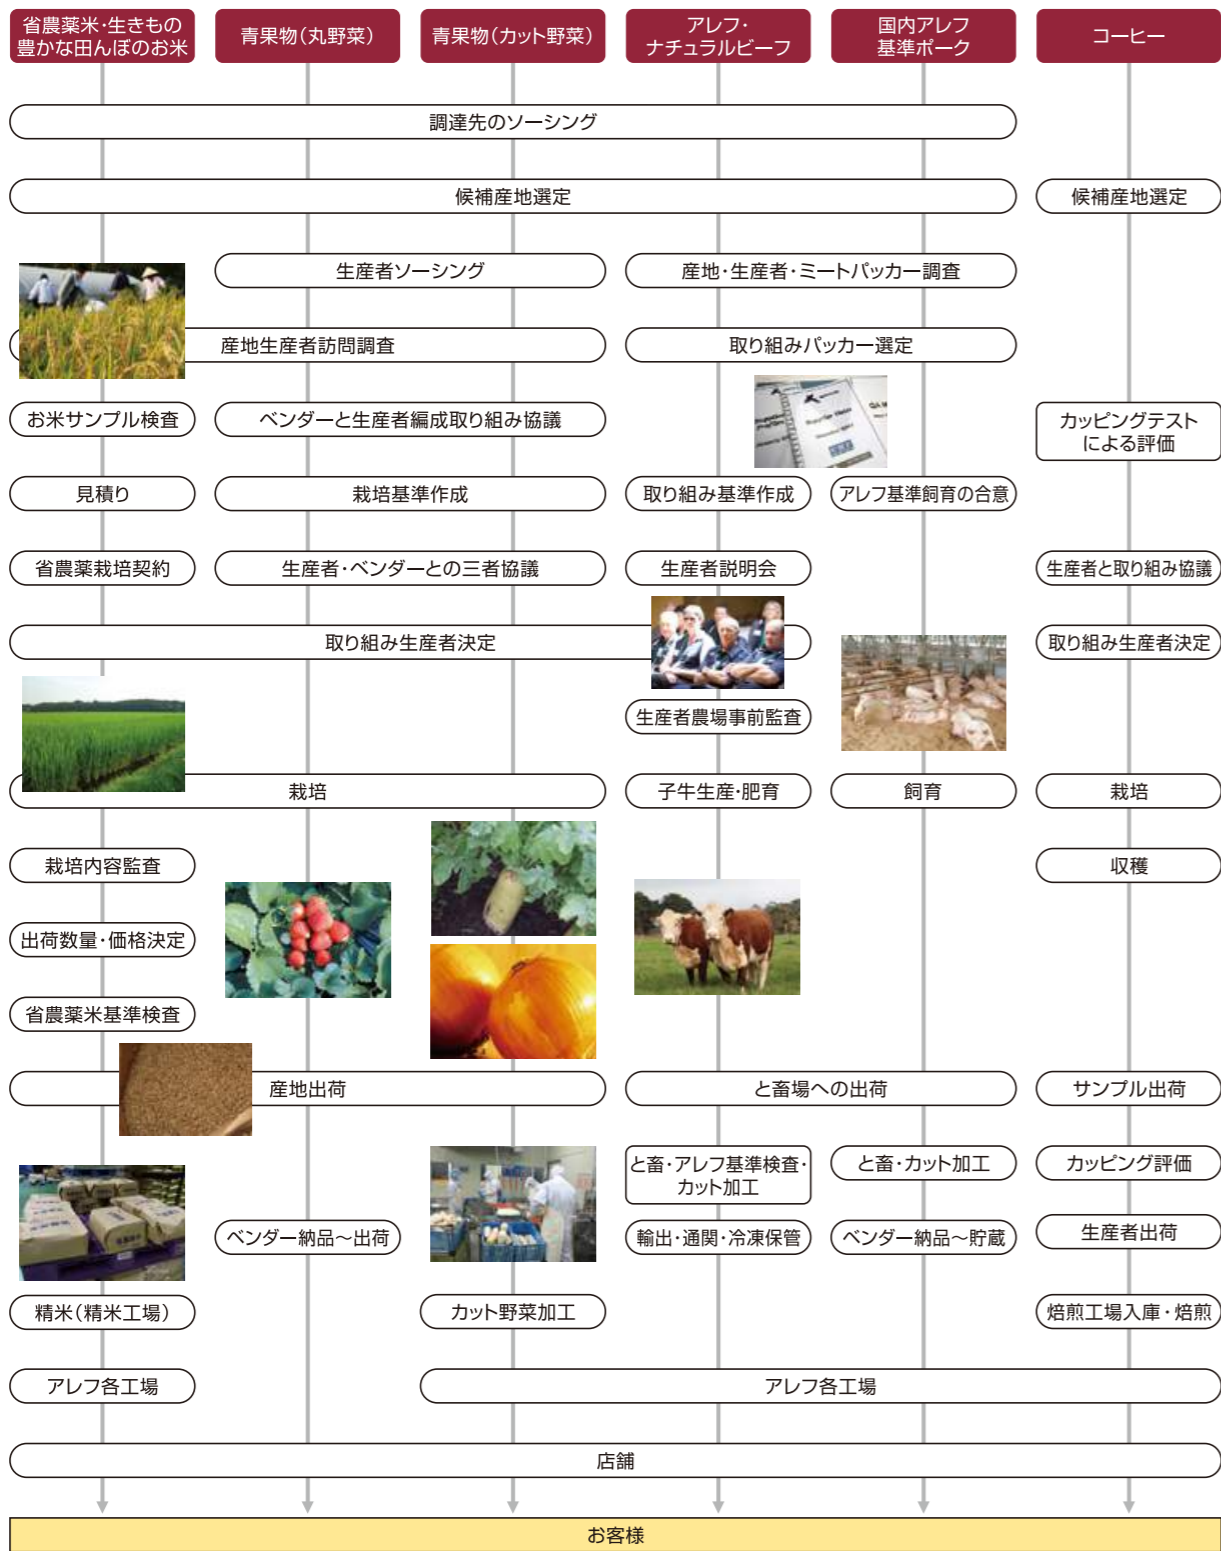 省農薬米・生きもの
豊かな田んぼのお米
青果物（丸野菜）
青果物（カット野菜）
アレフ・
ナチュラルビーフ
国内アレフ
基準ポーク
コーヒー
調達先のソーシング
候補産地選定
候補産地選定
生産者ソーシング
産地・生産者・ミートパッカー調査
産地生産者訪問調査
取り組みパッカー選定
お米サンプル検査
ベンダーと生産者編成取り組み協議
カッピングテスト
による評価
見積り
栽培基準作成
取り組み基準作成
アレフ基準飼育の合意
省農薬栽培契約
生産者・ベンダーとの三者協議
生産者説明会
生産者と取り組み協議
取り組み生産者決定
取り組み生産者決定
生産者農場事前監査
栽培
子牛生産・肥育
飼育
栽培
栽培内容監査
収穫
出荷数量・価格決定
省農薬米基準検査
産地出荷
と畜場への出荷
サンプル出荷
と畜・アレフ基準検査・
カット加工
と畜・カット加工
カッピング評価
ベンダー納品～出荷
輸出・通関・冷凍保管
ベンダー納品～貯蔵
生産者出荷
精米（精米工場）
カット野菜加工
焙煎工場入庫・焙煎
アレフ各工場
アレフ各工場
店舗
お客様